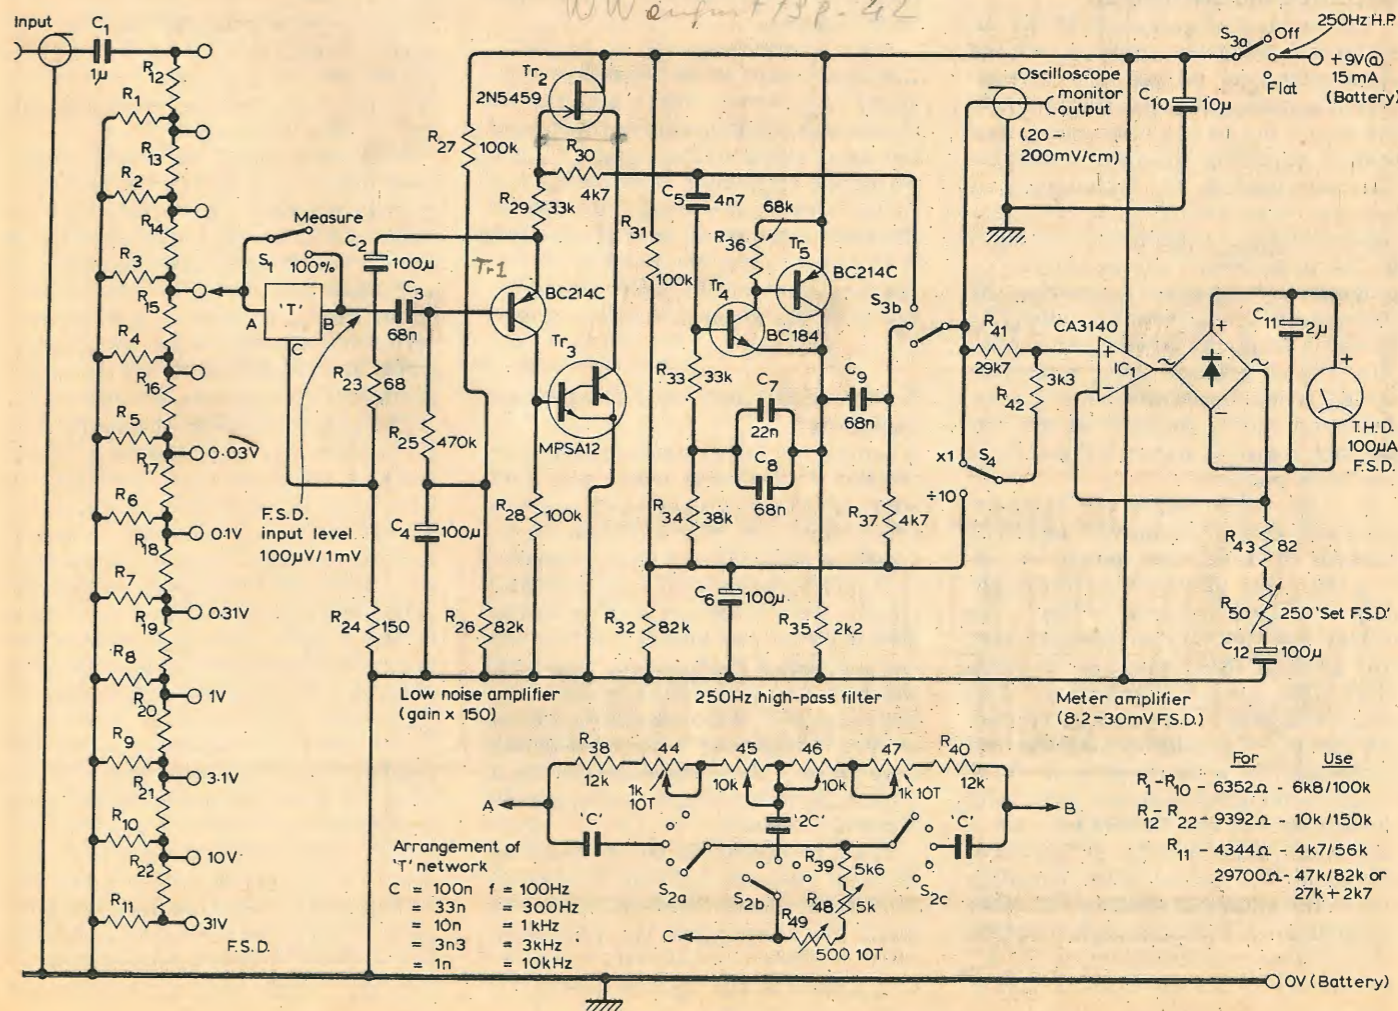 Input
C1
1µ
R12
R1
R13
R2
R14
R3
R15
R4
R16
R5
R17
R6
R18
R7
R19
R8
R20
R9
R21
R10
R22
R11
0.03V
0.1V
0.31V
1V
3.1V
10V
31V
F.S.D.
Measure
S1
100%
'T'
A
B
C
F.S.D.
input level
100µV/1mV
C2
100µ
C3
68n
Tr1
BC214C
R23
68
R25
470k
C4
100µ
R24
150
R26
82k
R27
100k
Tr2
2N5459
R30
4k7
R29
33k
Tr3
MPSA12
R28
100k
Low noise amplifier
(gain x 150)
R31
100k
R32
82k
C5
4n7
R36
68k
Tr5
BC214C
Tr4
BC184
R33
33k
C7
22n
C8
68n
R34
38k
C6
100µ
R35
2k2
C9
68n
R37
4k7
250Hz high-pass filter
S3b
Oscilloscope
monitor
output
(20-
200mV/cm)
C10
10µ
S3a
Off
Flat
250Hz H.P.
+9V@
15mA
(Battery)
R41
29k7
R42
3k3
S4
x1
÷10
CA3140
IC1
+
−
+
−
C11
2µ
+
T.H.D.
100µA
F.S.D.
R43
82
R50
250 'Set F.S.D'
C12
100µ
Meter amplifier
(8.2-30mV F.S.D.)
R38
12k
44
1k
10T
45
10k
46
10k
47
1k 10T
R40
12k
A
B
'C'
'2C'
'C'
S2a
S2b
S2c
R39
5k6
R48
5k
R49
500 10T
C
Arrangement of
'T' network
C = 100n f = 100Hz
= 33n = 300Hz
= 10n = 1kHz
= 3n3 = 3kHz
= 1n = 10kHz
For Use
R1-R10 - 6352Ω - 6k8/100k
R12-R22 - 9392Ω - 10k/150k
R11 - 4344Ω - 4k7/56k
29700Ω - 47k/82k or
27k+2k7
0V (Battery)